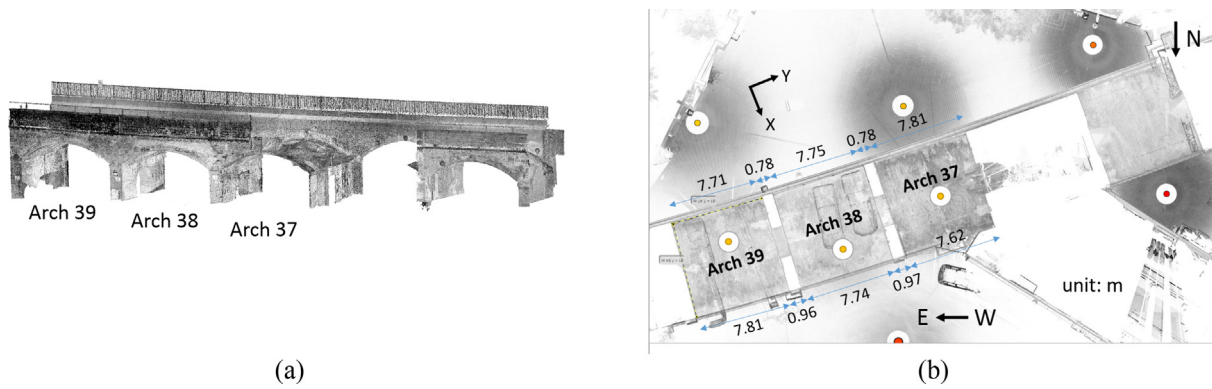 Arch 39
Arch 38
Arch 37
(a)
N
Y
X
7.71
0.78
7.75
0.78
7.81
Arch 37
Arch 38
Arch 39
7.62
0.97
7.74
0.96
7.81
unit: m
E
W
(b)